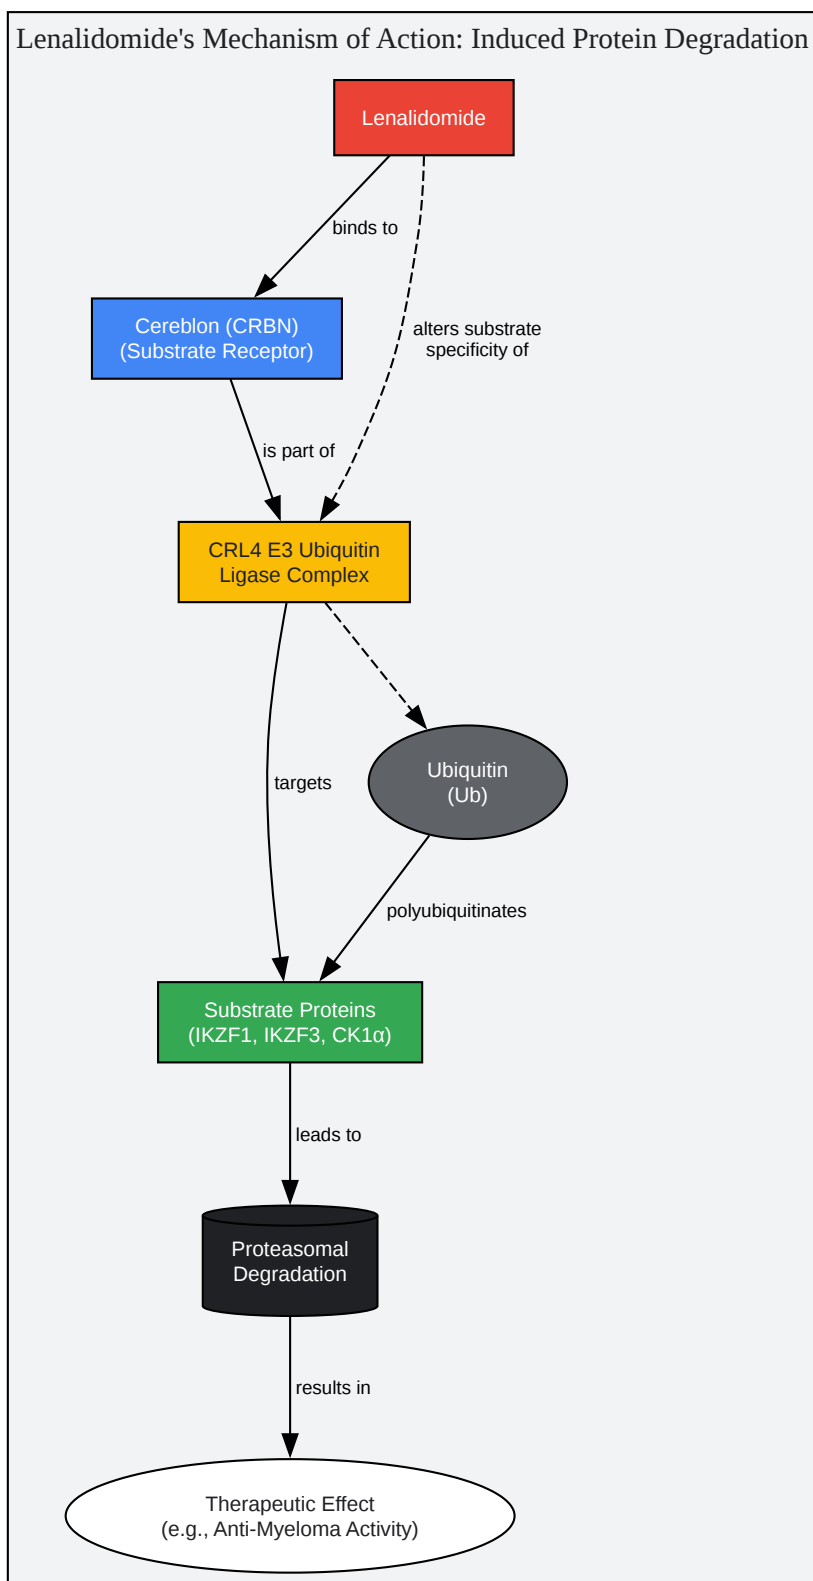 Lenalidomide's Mechanism of Action: Induced Protein Degradation
Lenalidomide
binds to
alters substrate
specificity of
Cereblon (CRBN)
(Substrate Receptor)
is part of
CRL4 E3 Ubiquitin
Ligase Complex
targets
Ubiquitin
(Ub)
polyubiquitinates
Substrate Proteins
(IKZF1, IKZF3, CK1α)
leads to
Proteasomal
Degradation
results in
Therapeutic Effect
(e.g., Anti-Myeloma Activity)